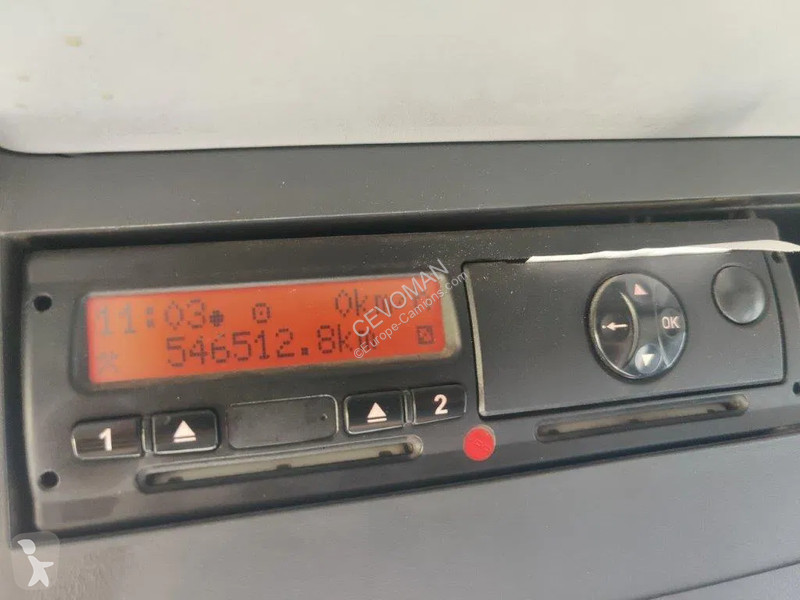 11:03 0km
546512.8km
1 2
OK
CEVOMAN
©Europe-Camions.com